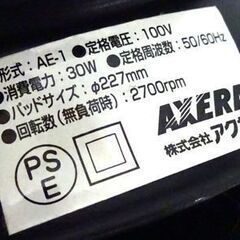 形式：AE-1 ●定格電圧：100V
●消費電力：30W ●定格周波数：50/60Hz
●パッドサイズ：φ227mm
●回転数（無負荷時）：2700rpm
PSE
AXER
株式会社アク